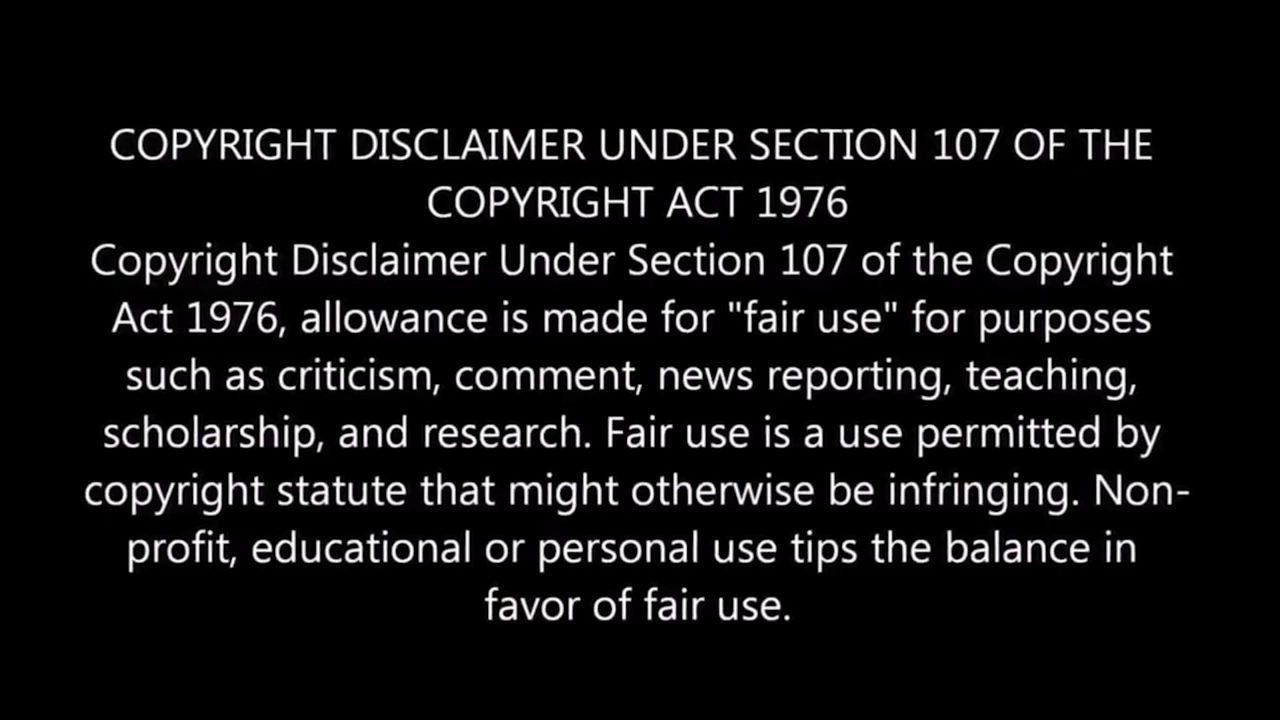 COPYRIGHT DISCLAIMER UNDER SECTION 107 OF THE
COPYRIGHT ACT 1976
Copyright Disclaimer Under Section 107 of the Copyright
Act 1976, allowance is made for "fair use" for purposes
such as criticism, comment, news reporting, teaching,
scholarship, and research. Fair use is a use permitted by
copyright statute that might otherwise be infringing. Non-
profit, educational or personal use tips the balance in
favor of fair use.